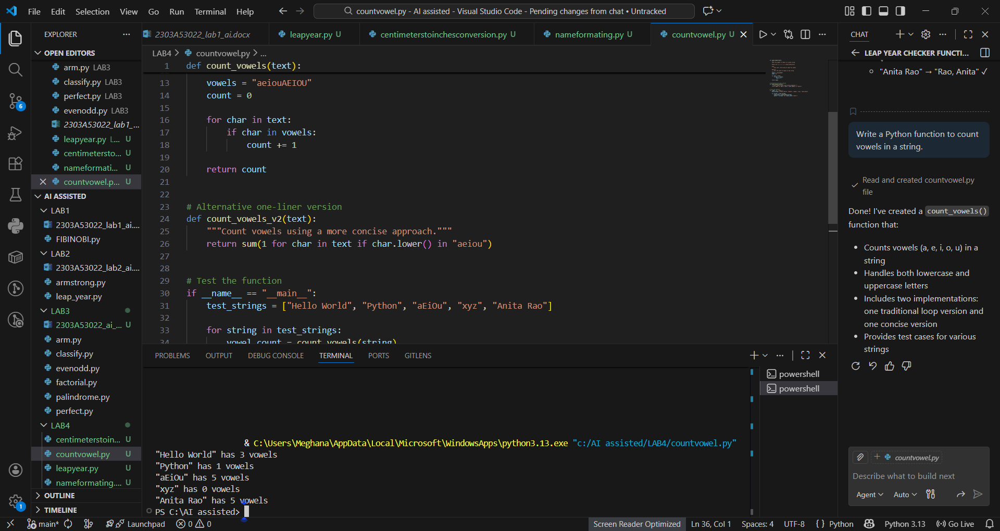 File Edit Selection View Go Run Terminal Help
countvowel.py - AI assisted - Visual Studio Code - Pending changes from chat • Untracked
EXPLORER
OPEN EDITORS
arm.py LAB3
classify.py LAB3
perfect.py LAB3
evenodd.py LAB3
2303A53022_lab1_...
leapyear.py L... U
centimetersto... U
nameformati... U
countvowel.p... U
AI ASSISTED
LAB1
2303A53022_lab1_ai....
FIBINOBI.py
LAB2
2303A53022_lab2_ai....
armstrong.py
leap_year.py
LAB3
2303A53022_ai_... U
arm.py
classify.py
evenodd.py
factorial.py
palindrome.py
perfect.py
LAB4
centimeterstoin... U
countvowel.py U
leapyear.py U
nameformating.... U
OUTLINE
TIMELINE
6
1
2303A53022_lab1_ai.docx
leapyear.py U
centimeterstoinchesconversion.py U
nameformating.py U
countvowel.py U
LAB4 > countvowel.py > ...
1 def count_vowels(text):
13 vowels = "aeiouAEIOU"
14 count = 0
15
16 for char in text:
17 if char in vowels:
18 count += 1
19
20 return count
21
22
23 # Alternative one-liner version
24 def count_vowels_v2(text):
25 """Count vowels using a more concise approach."""
26 return sum(1 for char in text if char.lower() in "aeiou")
27
28
29 # Test the function
30 if __name__ == "__main__":
31 test_strings = ["Hello World", "Python", "aEiOu", "xyz", "Anita Rao"]
32
33 for string in test_strings:
34 vowel_count = count_vowels(string)
PROBLEMS OUTPUT DEBUG CONSOLE TERMINAL PORTS GITLENS
& C:\Users\Meghana\AppData\Local\Microsoft\WindowsApps\python3.13.exe "c:/AI assisted/LAB4/countvowel.py"
"Hello World" has 3 vowels
"Python" has 1 vowels
"aEiOu" has 5 vowels
"xyz" has 0 vowels
"Anita Rao" has 5 vowels
PS C:\AI assisted>
powershell
powershell
CHAT
LEAP YEAR CHECKER FUNCTI...
"Anita Rao" → "Rao, Anita" ✓
Write a Python function to count
vowels in a string.
Read and created countvowel.py
file
Done! I've created a count_vowels()
function that:
• Counts vowels (a, e, i, o, u) in a
string
• Handles both lowercase and
uppercase letters
• Includes two implementations:
one traditional loop version and
one concise version
• Provides test cases for various
strings
countvowel.py
Describe what to build next
Agent Auto
main* Launchpad 0 0
Screen Reader Optimized Ln 36, Col 1 Spaces: 4 UTF-8 { } Python Python 3.13 Go Live